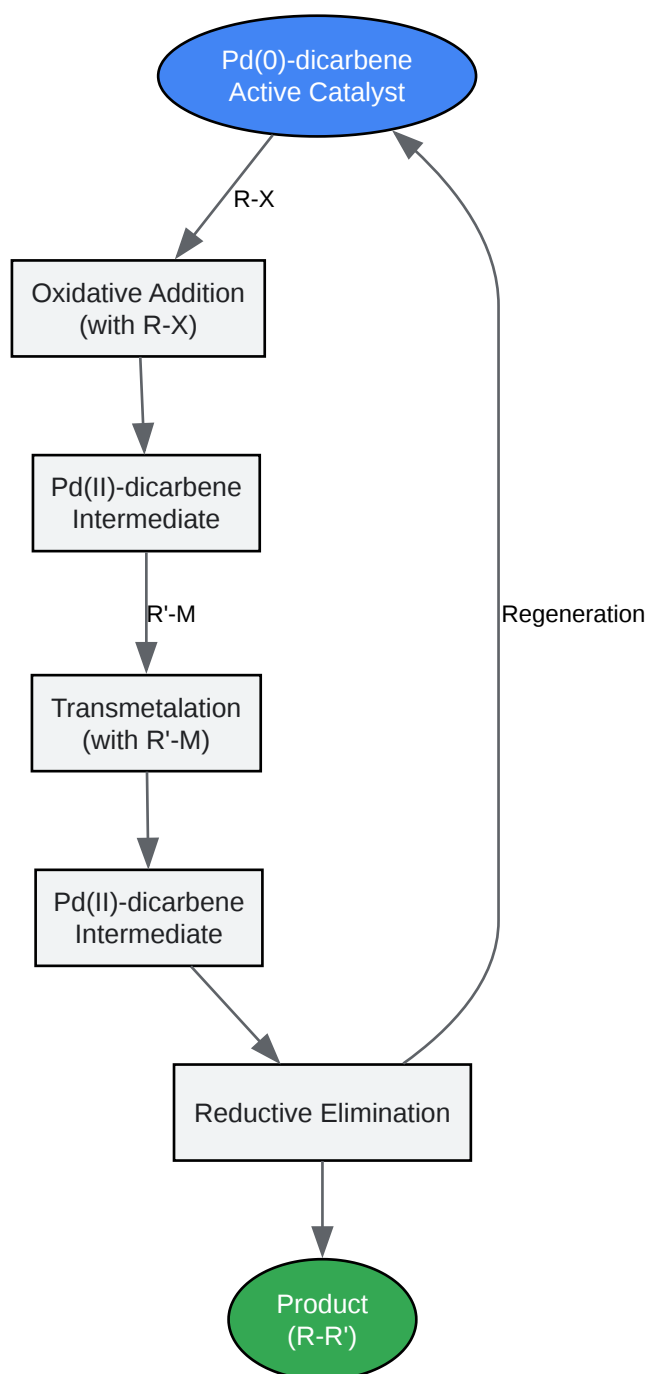 Pd(0)-dicarbene
Active Catalyst
R-X
Oxidative Addition
(with R-X)
Pd(II)-dicarbene
Intermediate
R'-M
Regeneration
Transmetalation
(with R'-M)
Pd(II)-dicarbene
Intermediate
Reductive Elimination
Product
(R-R')